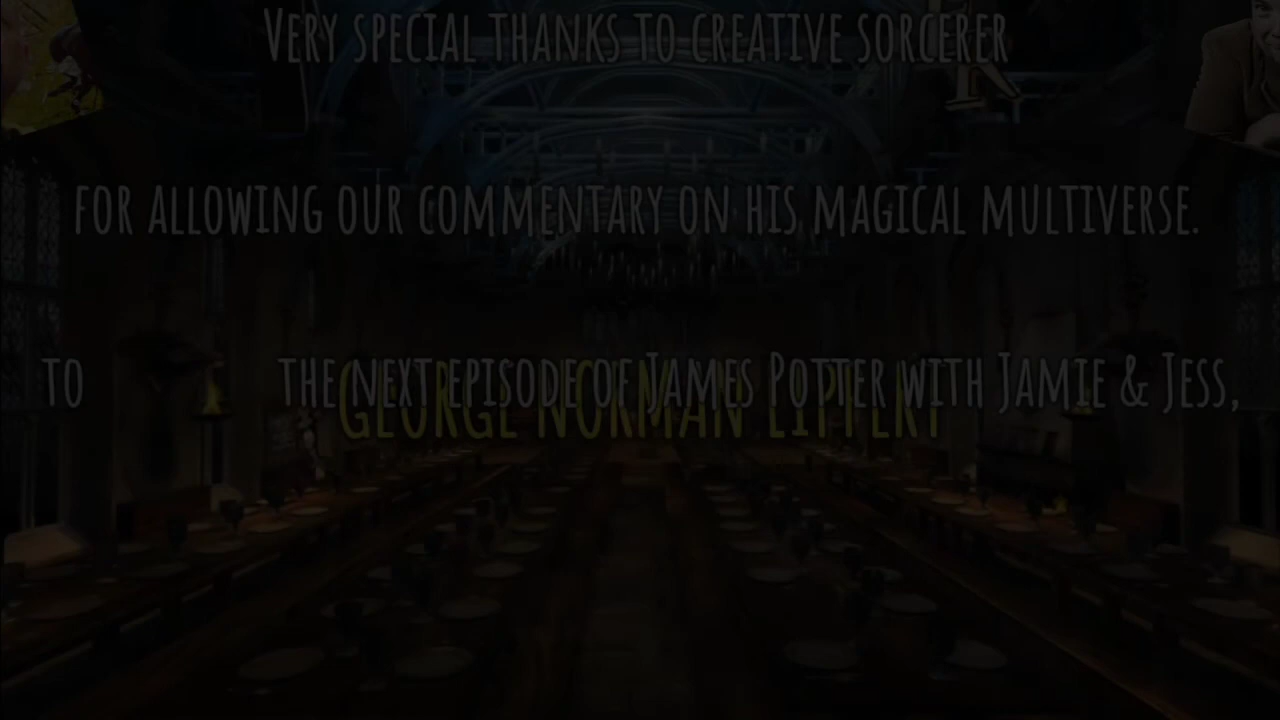 Very special thanks to creative sorcerer
for allowing our commentary on his magical multiverse.
to the next episode of James Potter with Jamie & Jess,
George Norman Lippert